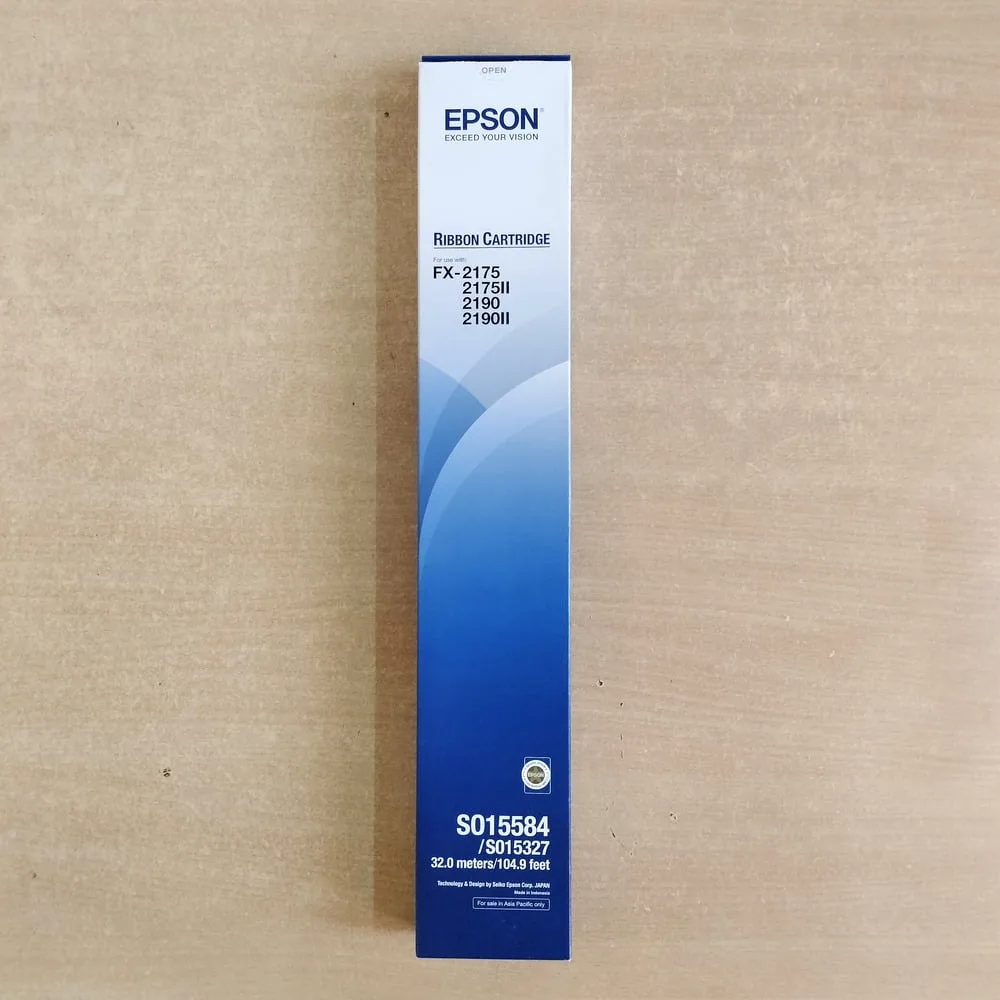 OPEN
EPSON®
EXCEED YOUR VISION
RIBBON CARTRIDGE
For use with:
FX-2175
2175II
2190
2190II
EPSON
S015584
/S015327
32.0 meters/104.9 feet
Technology & Design by Seiko Epson Corp. JAPAN
Made in Indonesia
For sale in Asia Pacific only